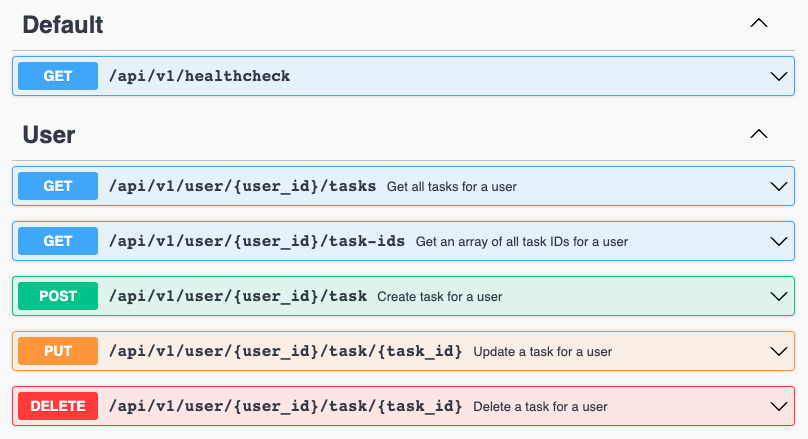 Default
GET /api/v1/healthcheck
User
GET /api/v1/user/{user_id}/tasks Get all tasks for a user
GET /api/v1/user/{user_id}/task-ids Get an array of all task IDs for a user
POST /api/v1/user/{user_id}/task Create task for a user
PUT /api/v1/user/{user_id}/task/{task_id} Update a task for a user
DELETE /api/v1/user/{user_id}/task/{task_id} Delete a task for a user